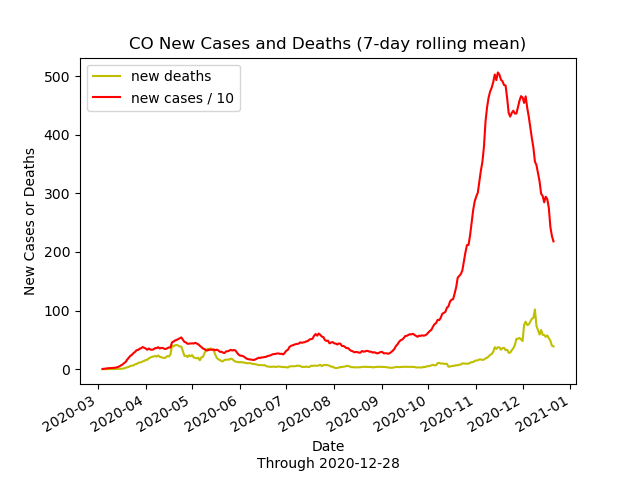 CO New Cases and Deaths (7-day rolling mean)
new deaths
new cases / 10
New Cases or Deaths
500
400
300
200
100
0
2020-03
2020-04
2020-05
2020-06
2020-07
2020-08
2020-09
2020-10
2020-11
2020-12
2021-01
Date
Through 2020-12-28